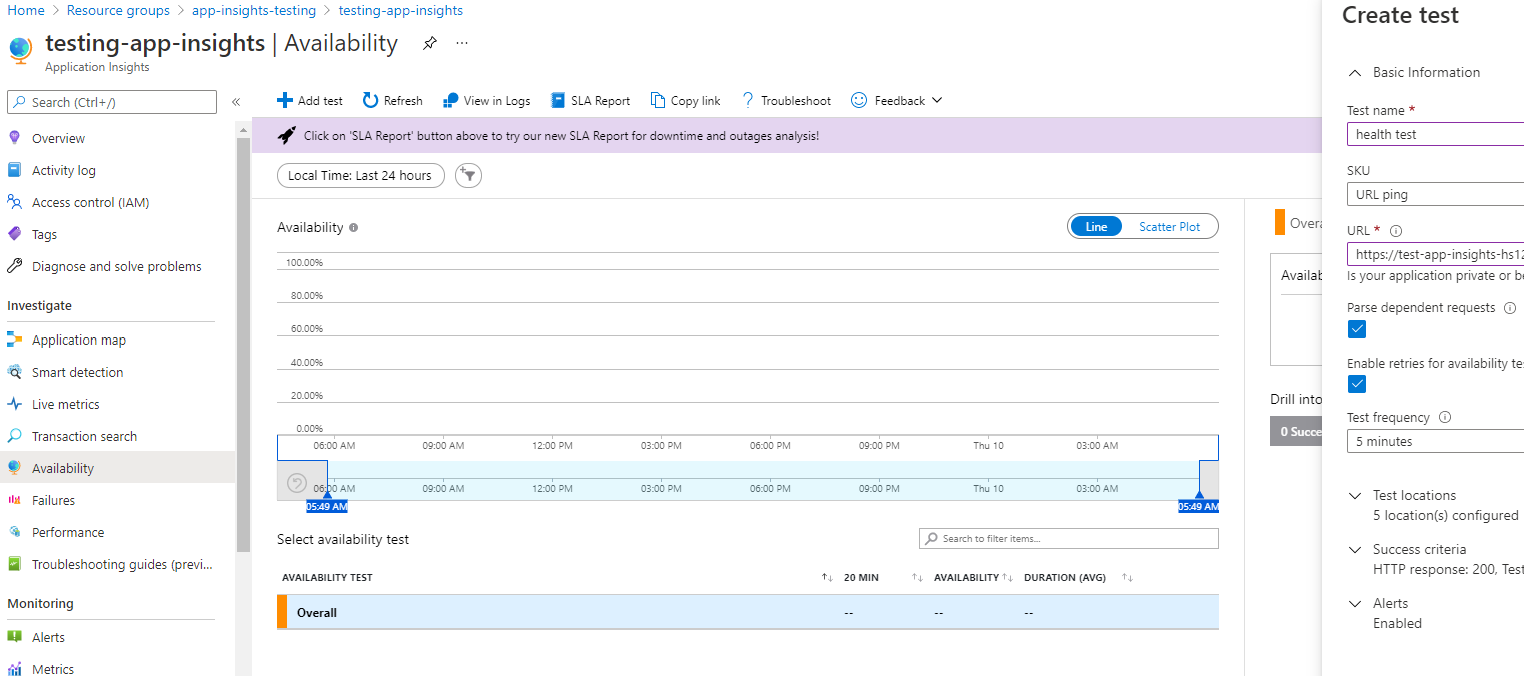 Home > Resource groups > app-insights-testing > testing-app-insights
testing-app-insights | Availability ...
Application Insights
Search (Ctrl+/) «
Overview
Activity log
Access control (IAM)
Tags
Diagnose and solve problems
Investigate
Application map
Smart detection
Live metrics
Transaction search
Availability
Failures
Performance
Troubleshooting guides (previ...
Monitoring
Alerts
Metrics
Add test Refresh View in Logs SLA Report Copy link Troubleshoot Feedback
Click on 'SLA Report' button above to try our new SLA Report for downtime and outages analysis!
Local Time: Last 24 hours
Availability Line Scatter Plot
100.00%
80.00%
60.00%
40.00%
20.00%
0.00%
06:00 AM 09:00 AM 12:00 PM 03:00 PM 06:00 PM 09:00 PM Thu 10 03:00 AM
06:00 AM 09:00 AM 12:00 PM 03:00 PM 06:00 PM 09:00 PM Thu 10 03:00 AM
05:49 AM 05:49 AM
Select availability test Search to filter items...
AVAILABILITY TEST 20 MIN AVAILABILITY DURATION (AVG)
Overall -- -- --
Overa
Availab
Drill into
0 Succe
Create test
Basic Information
Test name *
health test
SKU
URL ping
URL *
https://test-app-insights-hs12
Is your application private or be
Parse dependent requests
Enable retries for availability te
Test frequency
5 minutes
Test locations
5 location(s) configured
Success criteria
HTTP response: 200, Test
Alerts
Enabled